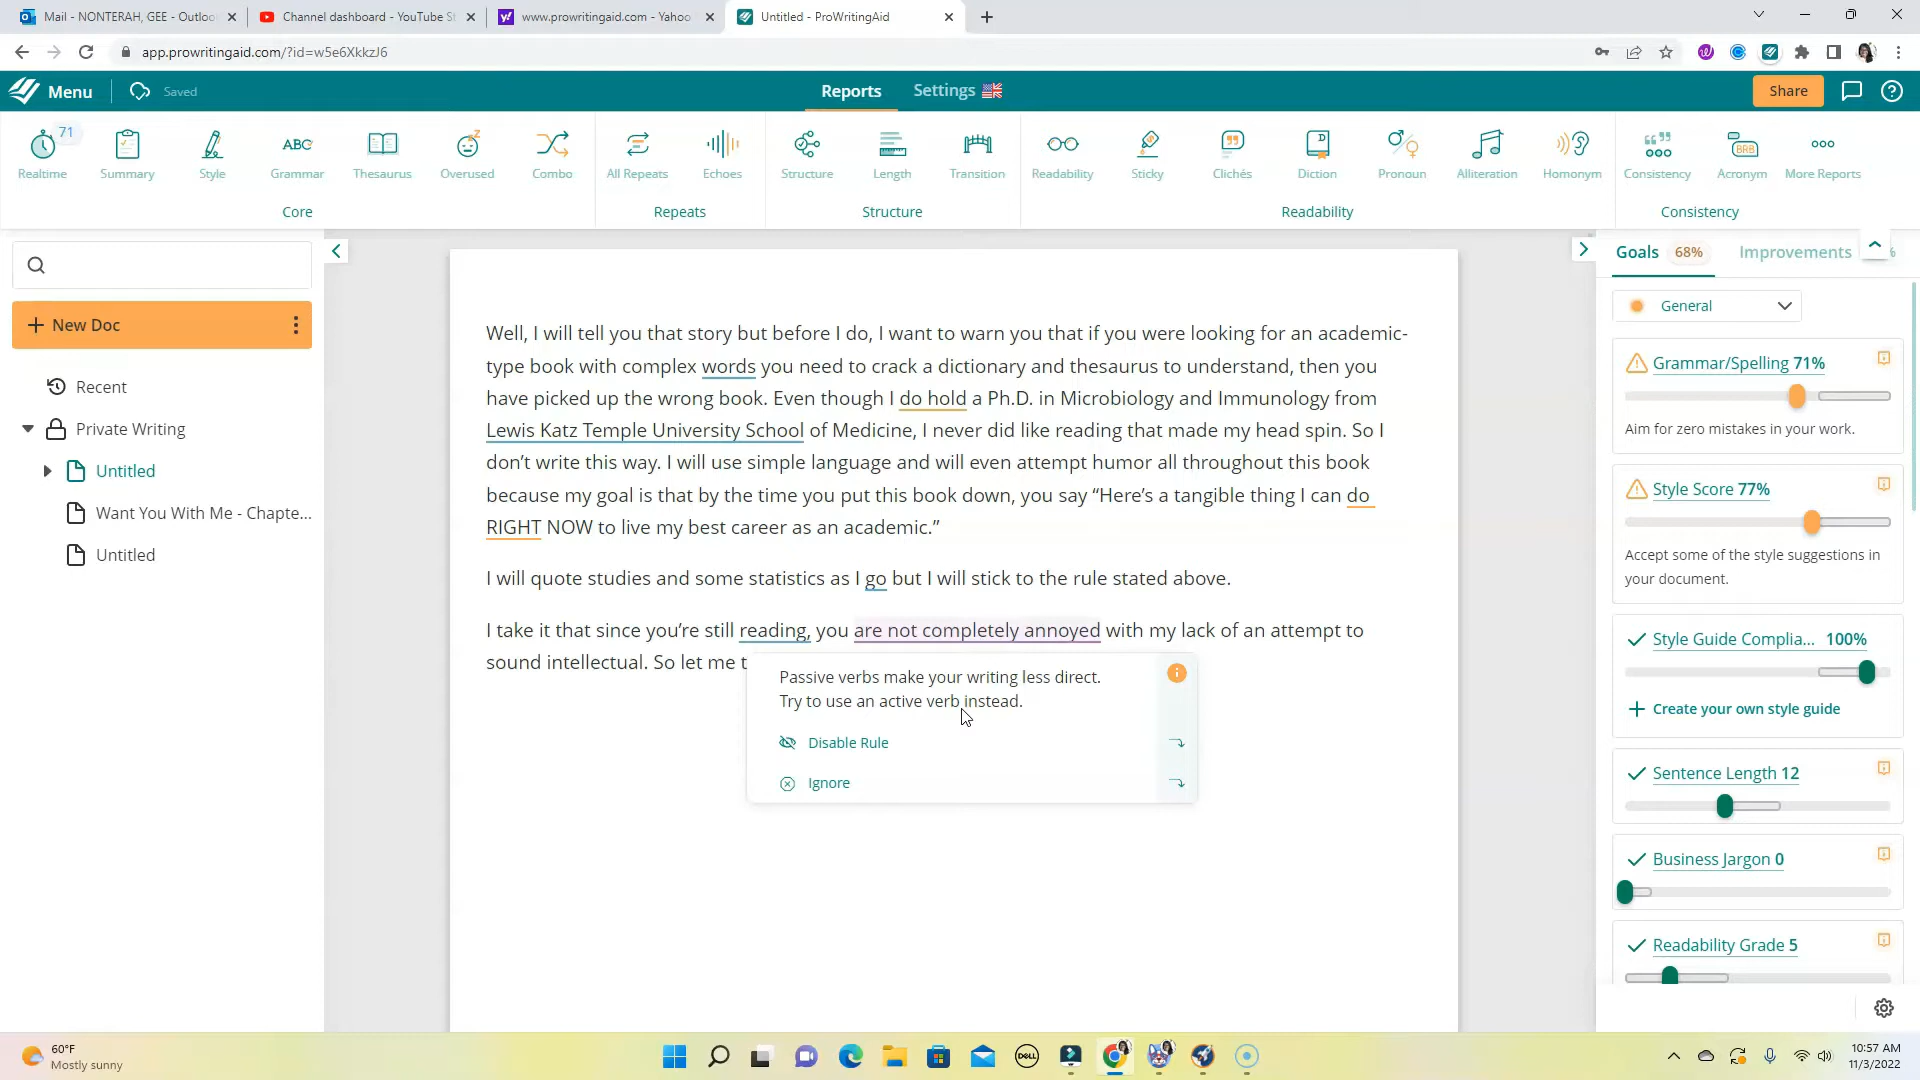 Mail - NONTERAH, GEE - Outloo
Channel dashboard - YouTube St
www.prowritingaid.com - Yahoo
Untitled - ProWritingAid
app.prowritingaid.com/?id=w5e6XkkzJ6
Menu
Saved
Reports
Settings
Share
71
Realtime
Summary
Style
ABC
Grammar
Thesaurus
Overused
Combo
All Repeats
Echoes
Structure
Length
Transition
Readability
Sticky
Clichés
Diction
Pronoun
Alliteration
Homonym
Consistency
BRB
Acronym
More Reports
Core
Repeats
Structure
Readability
Consistency
New Doc
Recent
Private Writing
Untitled
Want You With Me - Chapte...
Untitled
Well, I will tell you that story but before I do, I want to warn you that if you were looking for an academic-
type book with complex words you need to crack a dictionary and thesaurus to understand, then you
have picked up the wrong book. Even though I do hold a Ph.D. in Microbiology and Immunology from
Lewis Katz Temple University School of Medicine, I never did like reading that made my head spin. So I
don't write this way. I will use simple language and will even attempt humor all throughout this book
because my goal is that by the time you put this book down, you say “Here's a tangible thing I can do
RIGHT NOW to live my best career as an academic.”
I will quote studies and some statistics as I go but I will stick to the rule stated above.
I take it that since you're still reading, you are not completely annoyed with my lack of an attempt to
sound intellectual. So let me t
Passive verbs make your writing less direct.
Try to use an active verb instead.
Disable Rule
Ignore
Goals 68%
Improvements
%
General
Grammar/Spelling 71%
Aim for zero mistakes in your work.
Style Score 77%
Accept some of the style suggestions in
your document.
Style Guide Complia... 100%
Create your own style guide
Sentence Length 12
Business Jargon 0
Readability Grade 5
60°F
Mostly sunny
DELL
10:57 AM
11/3/2022